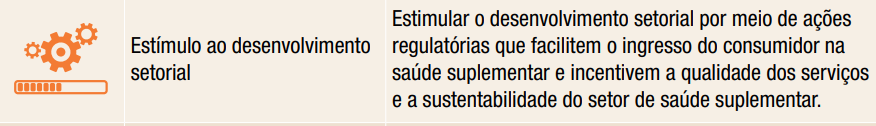 Estímulo ao desenvolvimento
setorial
Estimular o desenvolvimento setorial por meio de ações
regulatórias que facilitem o ingresso do consumidor na
saúde suplementar e incentivem a qualidade dos serviços
e a sustentabilidade do setor de saúde suplementar.